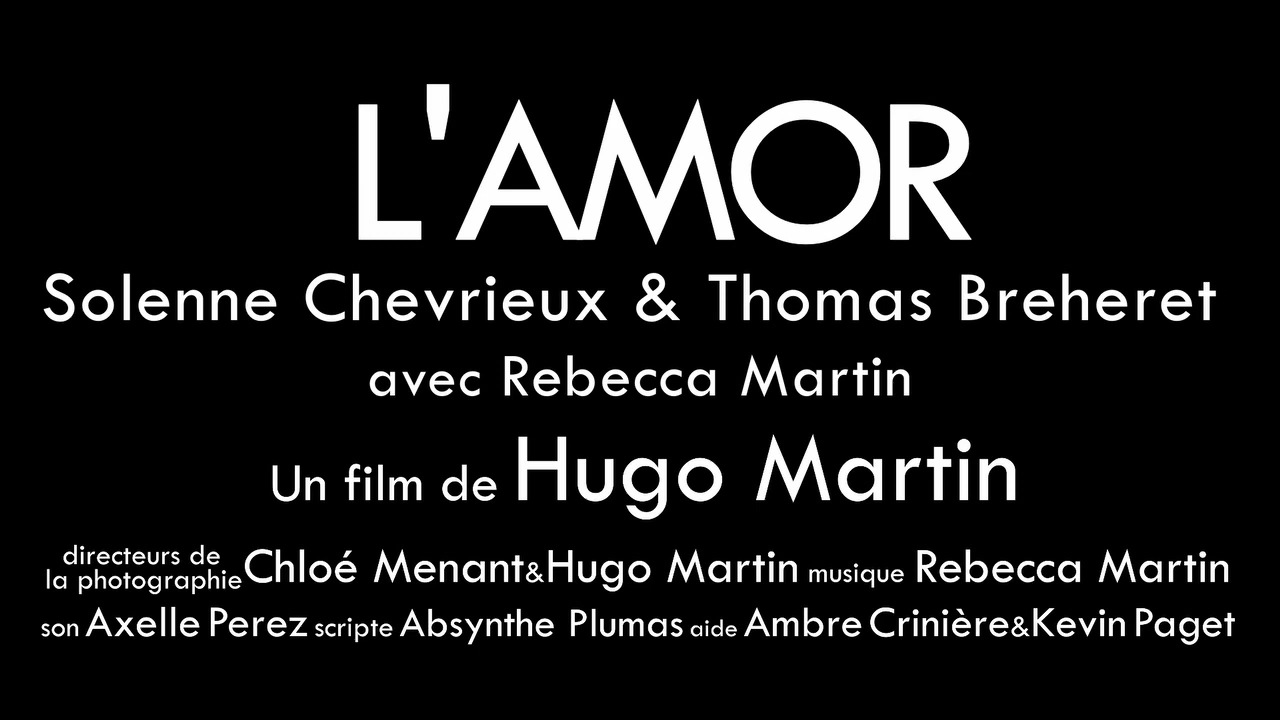 L'AMOR
Solenne Chevrieux & Thomas Breheret
avec Rebecca Martin
Un film de Hugo Martin
directeurs de la photographie Chloé Menant&Hugo Martin musique Rebecca Martin
son Axelle Perez scripte Absynthe Plumas aide Ambre Crinière&Kevin Paget